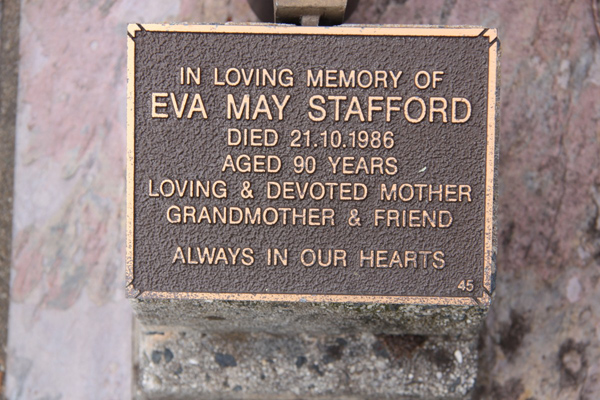 IN LOVING MEMORY OF
EVA MAY STAFFORD
DIED 21.10.1986
AGED 90 YEARS
LOVING & DEVOTED MOTHER
GRANDMOTHER & FRIEND
ALWAYS IN OUR HEARTS
45